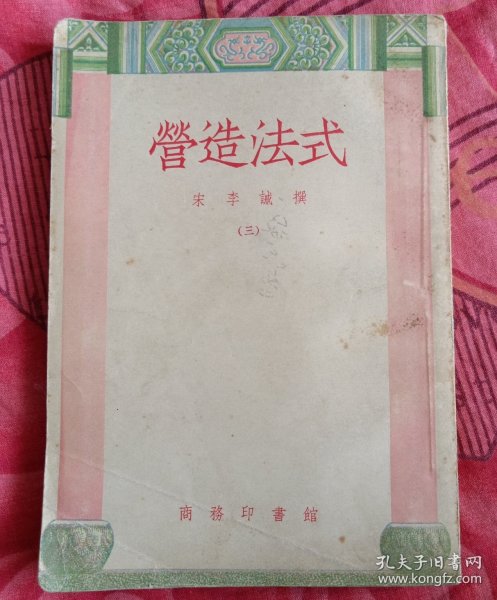 營造法式
宋 李 誡 撰
(三)
商務印書館
孔夫子旧书网
www.kongfz.com